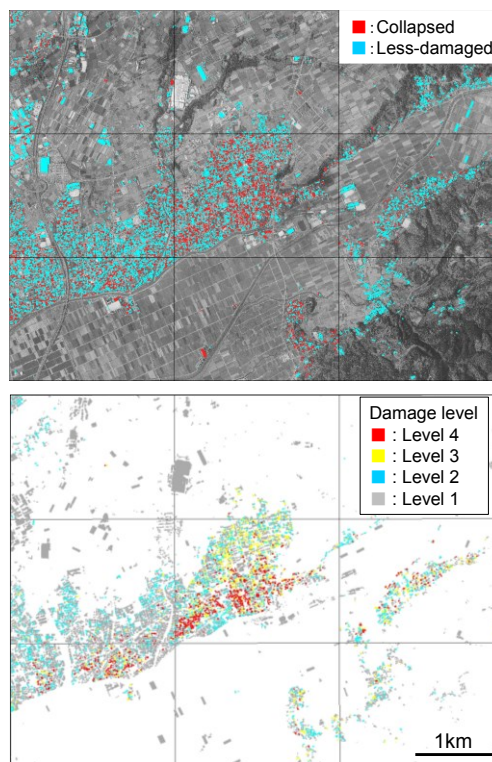 : Collapsed
: Less-damaged
Damage level
: Level 4
: Level 3
: Level 2
: Level 1
1km